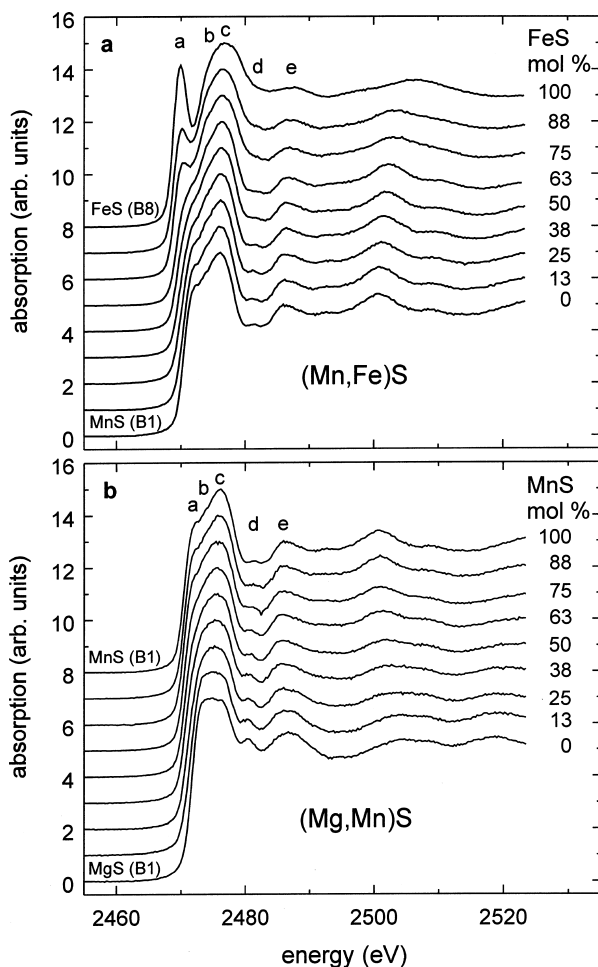 16
a
a
b
c
d
e
FeS
mol %
14
100
12
88
10
75
FeS (B8)
63
8
50
38
6
25
4
13
0
2
(Mn,Fe)S
MnS (B1)
0
absorption (arb. units)
16
b
a
b
c
d
e
MnS
mol %
14
100
12
88
10
75
MnS (B1)
63
8
50
38
6
25
13
4
0
2
(Mg,Mn)S
MgS (B1)
0
absorption (arb. units)
2460
2480
2500
2520
energy (eV)